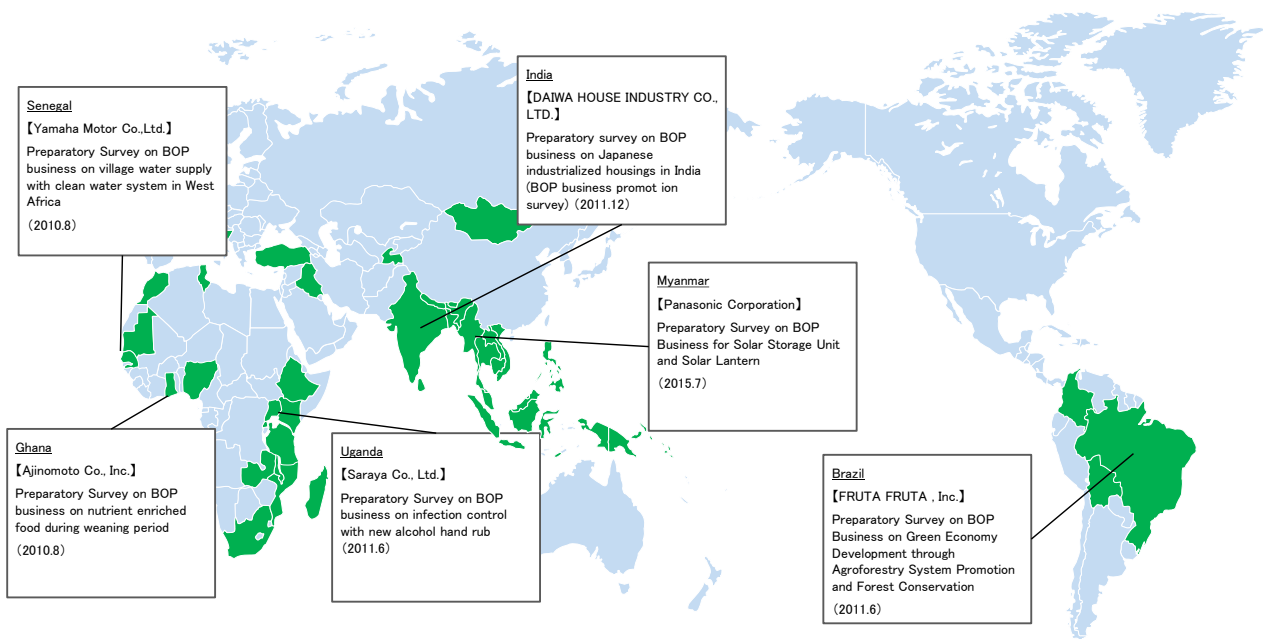 Senegal
【Yamaha Motor Co.,Ltd.】
Preparatory Survey on BOP
business on village water supply
with clean water system in West
Africa
（2010.8）
India
【DAIWA HOUSE INDUSTRY CO.,
LTD.】
Preparatory survey on BOP
business on Japanese
industrialized housings in India
(BOP business promot ion
survey) （2011.12）
Myanmar
【Panasonic Corporation】
Preparatory Survey on BOP
Business for Solar Storage Unit
and Solar Lantern
（2015.7）
Ghana
【Ajinomoto Co., Inc.】
Preparatory Survey on BOP
business on nutrient enriched
food during weaning period
（2010.8）
Uganda
【Saraya Co., Ltd.】
Preparatory Survey on BOP
business on infection control
with new alcohol hand rub
（2011.6）
Brazil
【FRUTA FRUTA , Inc.】
Preparatory Survey on BOP
Business on Green Economy
Development through
Agroforestry System Promotion
and Forest Conservation
（2011.6）